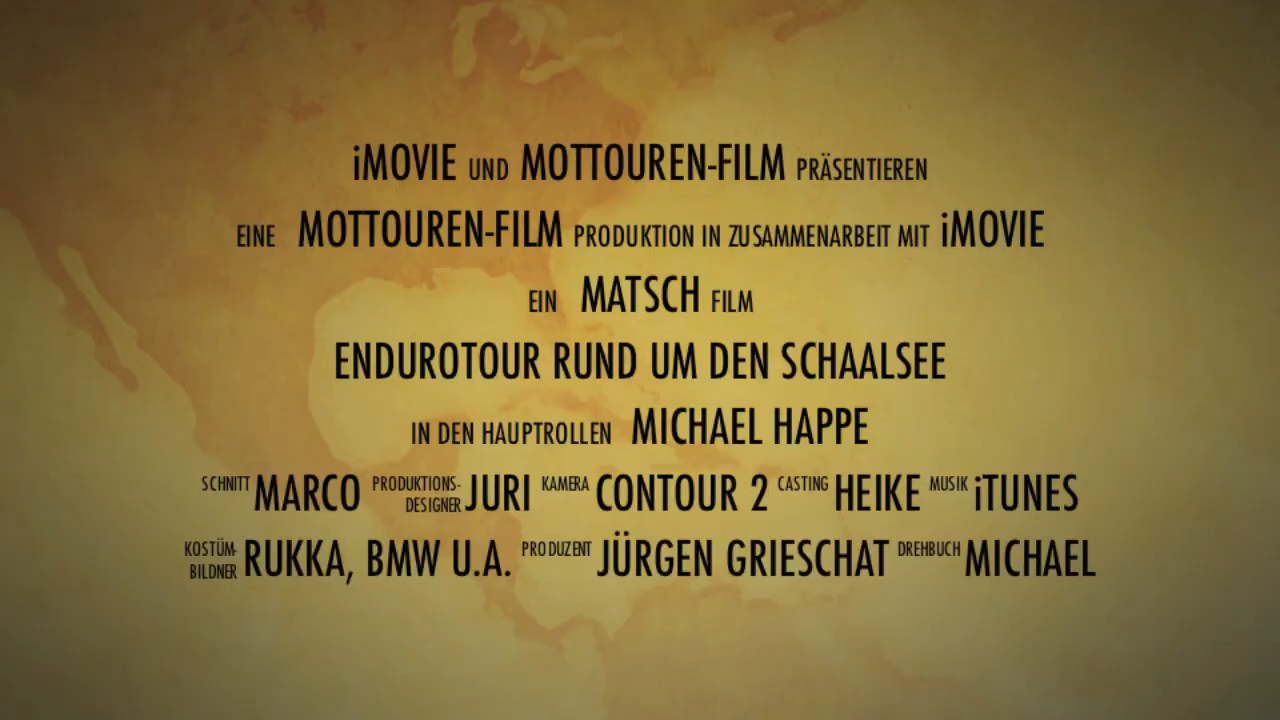 iMOVIE UND MOTTOUREN-FILM PRÄSENTIEREN
EINE MOTTOUREN-FILM PRODUKTION IN ZUSAMMENARBEIT MIT iMOVIE
EIN MATSCH FILM
ENDUROTOUR RUND UM DEN SCHAALSEE
IN DEN HAUPTROLLEN MICHAEL HAPPE
SCHNITT MARCO PRODUKTIONS-DESIGNER JURI KAMERA CONTOUR 2 CASTING HEIKE MUSIK iTUNES
KOSTÜM-BILDNER RUKKA, BMW U.A. PRODUZENT JÜRGEN GRIESCHAT DREHBUCH MICHAEL